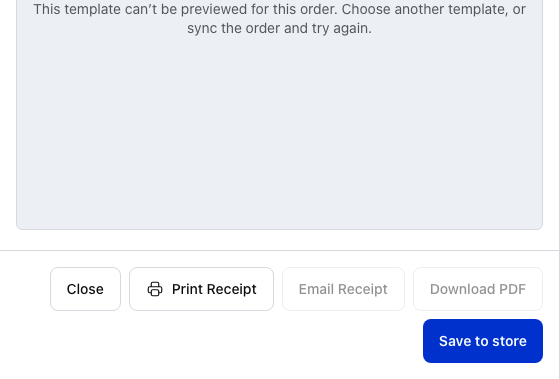 This template can’t be previewed for this order. Choose another template, or
sync the order and try again.
Close
Print Receipt
Email Receipt
Download PDF
Save to store